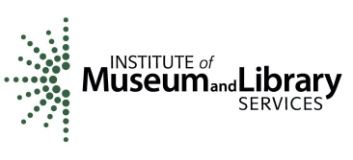 INSTITUTE of
Museum and Library
SERVICES